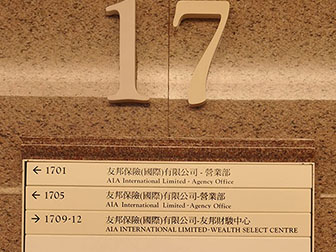 17
← 1701 友邦保險(國際)有限公司 - 營業部
AIA International Limited - Agency Office
← 1705 友邦保險(國際)有限公司 - 營業部
AIA International Limited - Agency Office
→ 1709-12 友邦保險(國際)有限公司-友邦財駿中心
AIA INTERNATIONAL LIMITED-WEALTH SELECT CENTRE